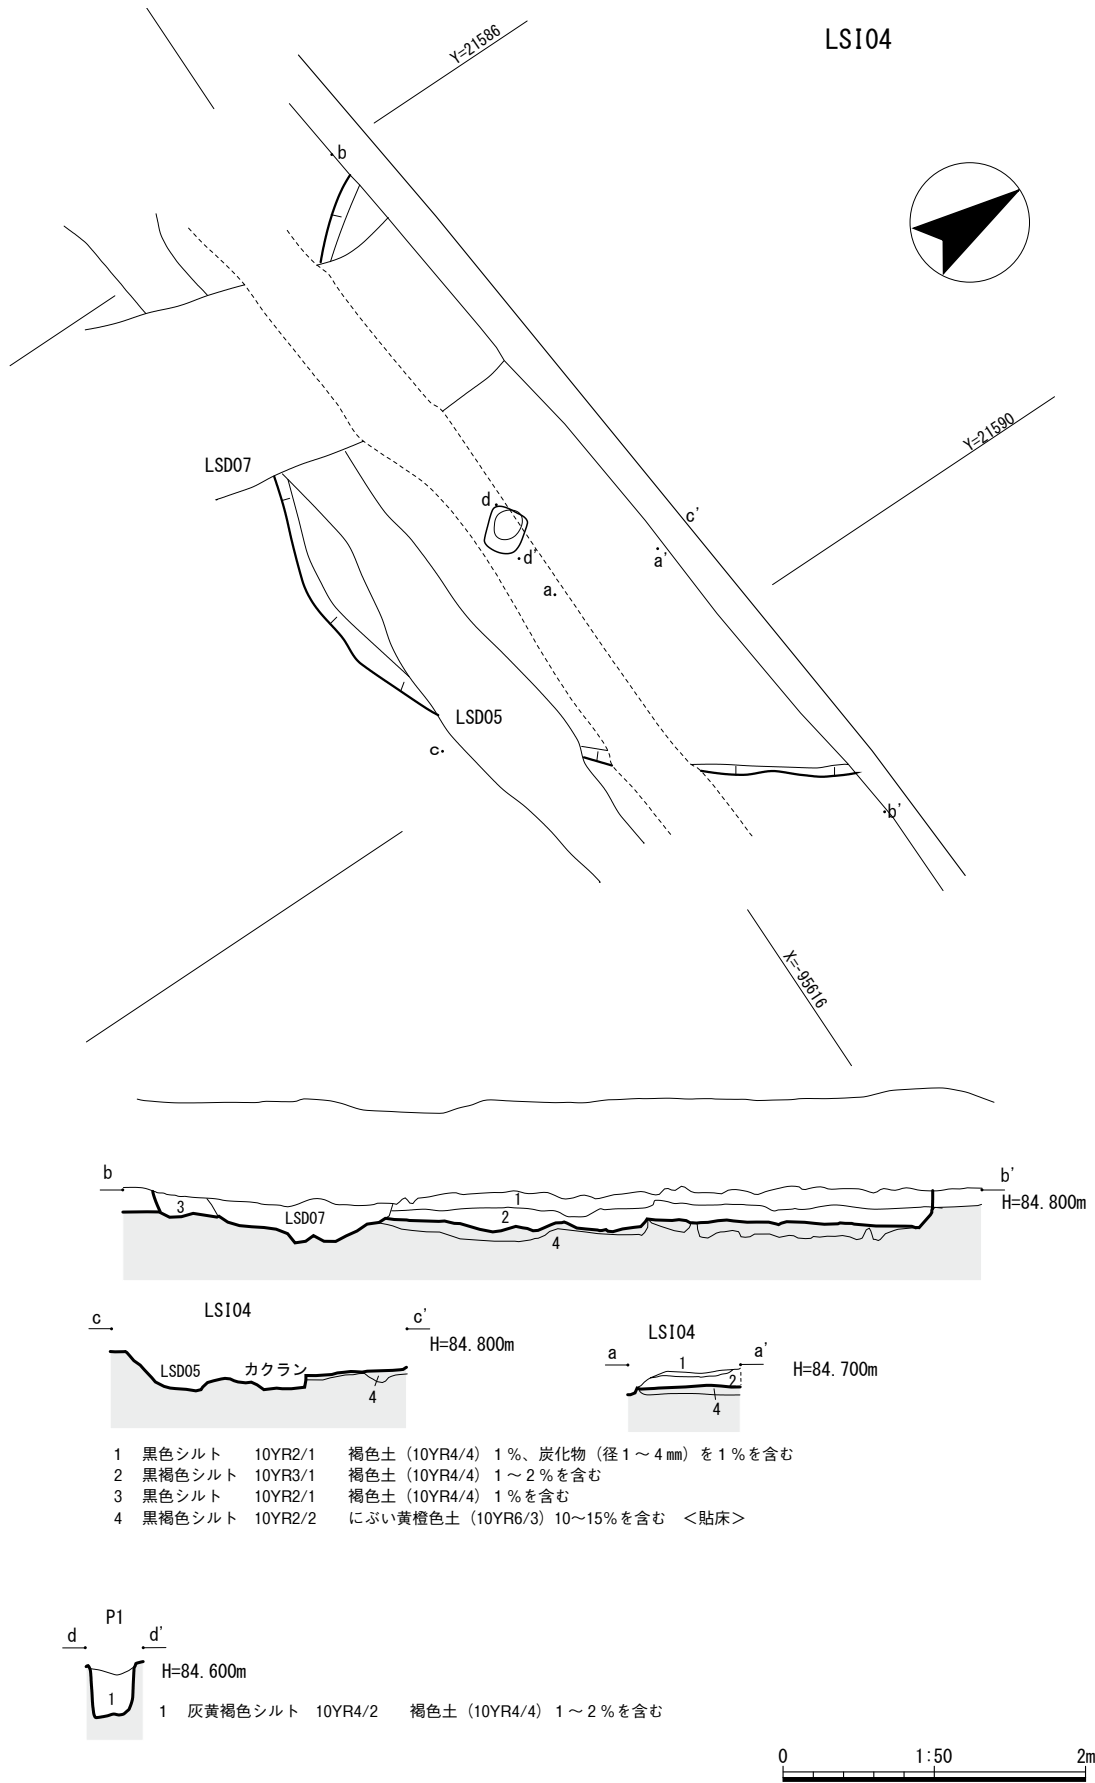 LSI04
Y=21586
b
Y=21590
LSD07
d
c'
d'
a'
a
LSD05
c
b'
X=-95616
b
b'
H=84.800m
3
1
LSD07
2
4
LSI04
c
c'
H=84.800m
LSD05
カクラン
4
LSI04
a
a'
H=84.700m
1
2
4
1 黒色シルト 10YR2/1 褐色土（10YR4/4）1％、炭化物（径1～4㎜）を1％を含む
2 黒褐色シルト 10YR3/1 褐色土（10YR4/4）1～2％を含む
3 黒色シルト 10YR2/1 褐色土（10YR4/4）1％を含む
4 黒褐色シルト 10YR2/2 にぶい黄橙色土（10YR6/3）10～15％を含む ＜貼床＞
P1
d
d'
H=84.600m
1
1 灰黄褐色シルト 10YR4/2 褐色土（10YR4/4）1～2％を含む
0 1:50 2m